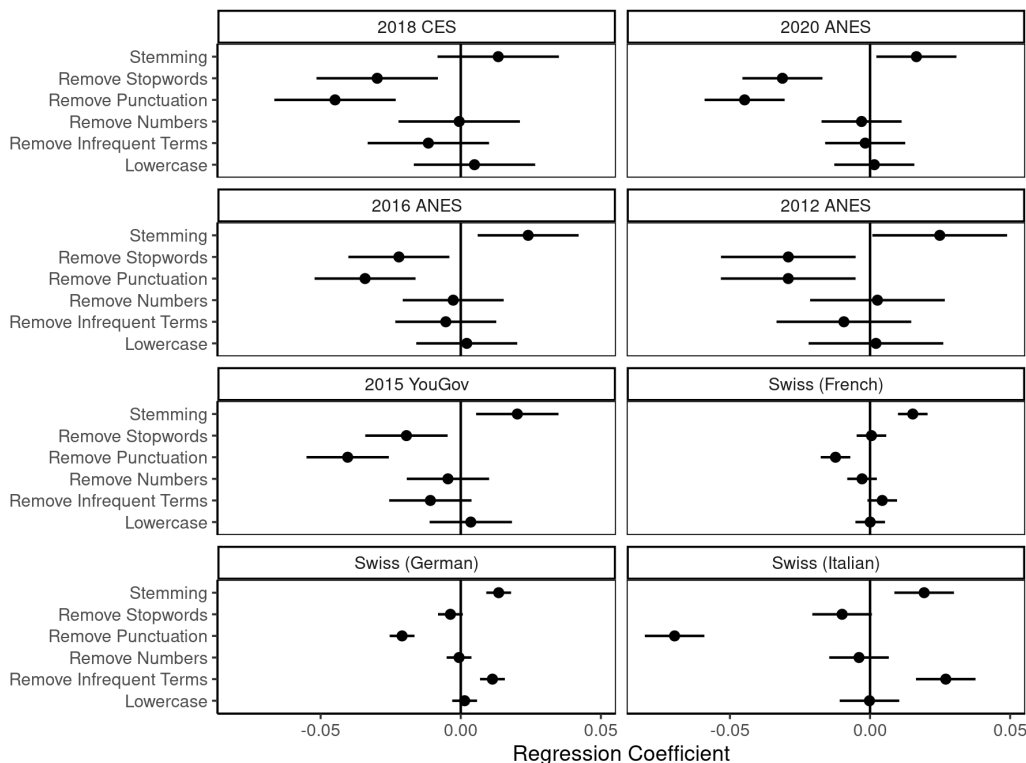 2018 CES
2020 ANES
Stemming
Remove Stopwords
Remove Punctuation
Remove Numbers
Remove Infrequent Terms
Lowercase
2016 ANES
2012 ANES
Stemming
Remove Stopwords
Remove Punctuation
Remove Numbers
Remove Infrequent Terms
Lowercase
2015 YouGov
Swiss (French)
Stemming
Remove Stopwords
Remove Punctuation
Remove Numbers
Remove Infrequent Terms
Lowercase
Swiss (German)
Swiss (Italian)
Stemming
Remove Stopwords
Remove Punctuation
Remove Numbers
Remove Infrequent Terms
Lowercase
-0.05 0.00 0.05 -0.05 0.00 0.05
Regression Coefficient